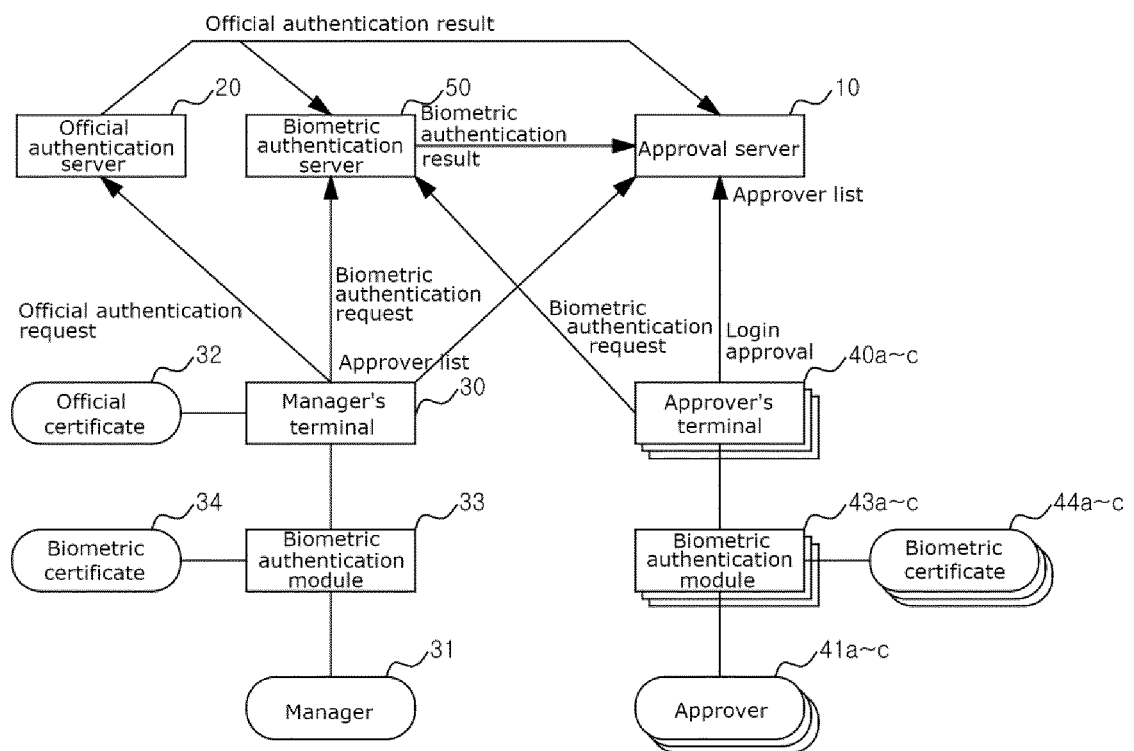 Official authentication result
20
50
10
Official
authentication
server
Biometric
authentication
server
Biometric
authentication
result
Approval server
Approver list
Official authentication
request
Biometric
authentication
request
Biometric
authentication
request
Login
approval
32
Approver list
30
40a~c
Official
certificate
Manager's
terminal
Approver's
terminal
34
33
43a~c
44a~c
Biometric
certificate
Biometric
authentication
module
Biometric
authentication
module
Biometric
certificate
31
41a~c
Manager
Approver